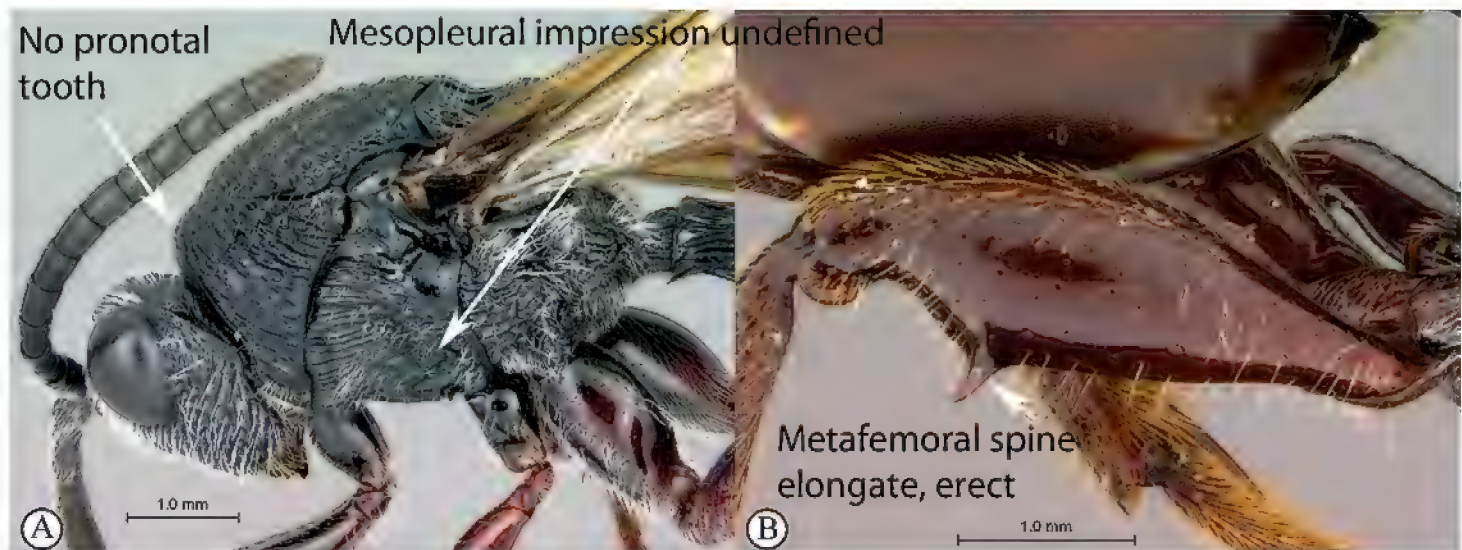 No pronotal
tooth
Mesopleural impression undefined
1.0 mm
A
Metafemoral spine
elongate, erect
1.0 mm
B